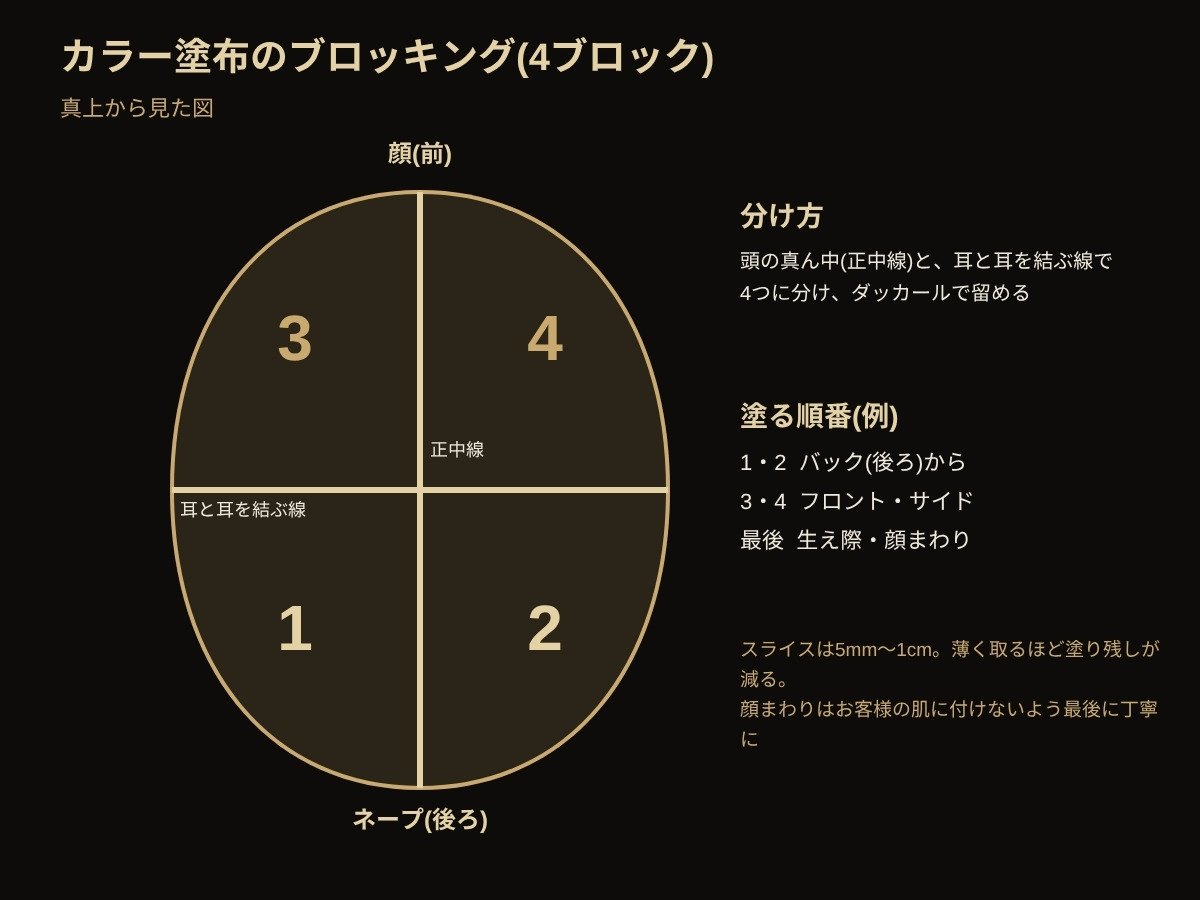 カラー塗布のブロッキング(4ブロック)
真上から見た図
顔(前)
3
4
正中線
耳と耳を結ぶ線
1
2
ネープ(後ろ)
分け方
頭の真ん中(正中線)と、耳と耳を結ぶ線で
4つに分け、ダッカールで留める
塗る順番(例)
1・2 バック(後ろ)から
3・4 フロント・サイド
最後 生え際・顔まわり
スライスは5mm〜1cm。薄く取るほど塗り残しが
減る。
顔まわりはお客様の肌に付けないよう最後に丁寧
に